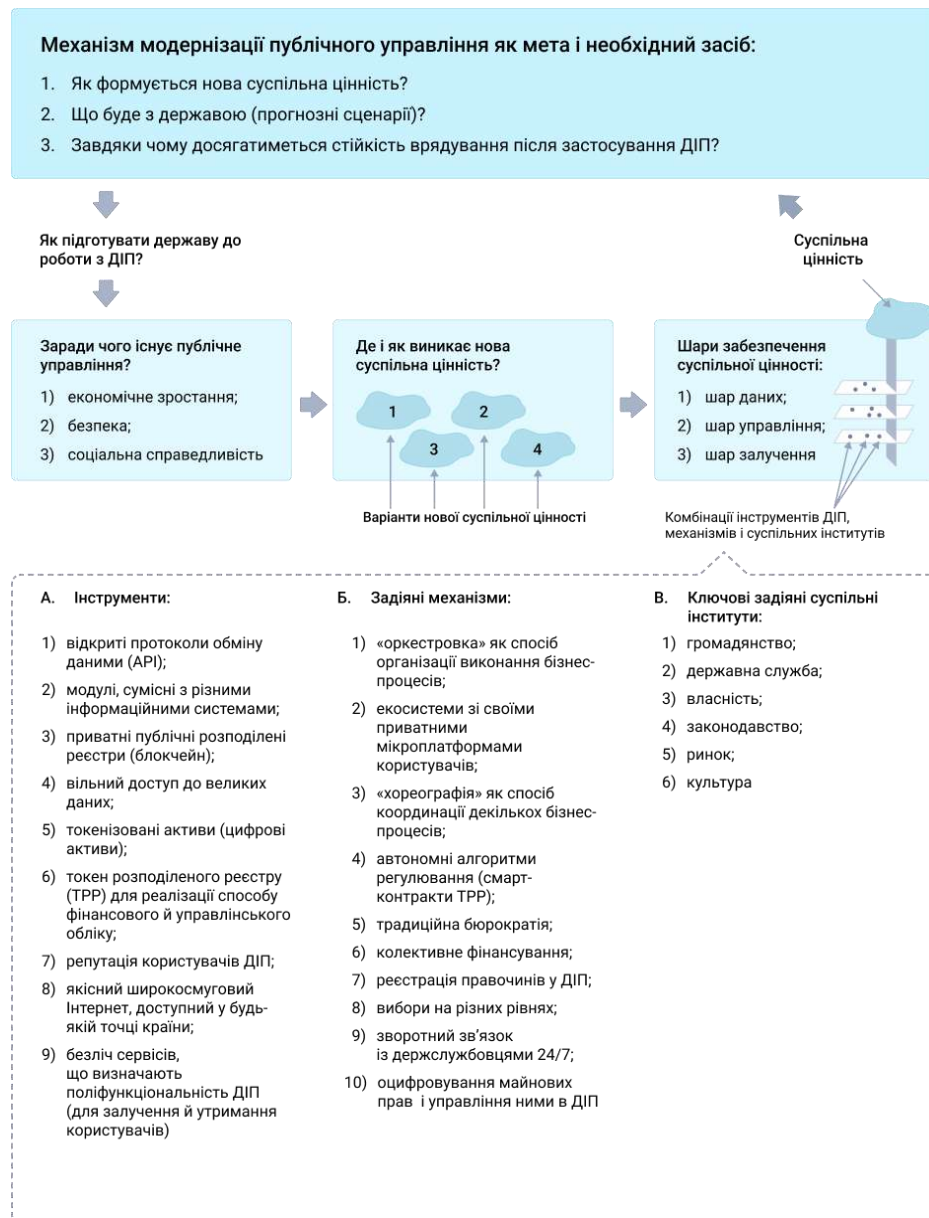 Механізм модернізації публічного управління як мета і необхідний засіб:
1. Як формується нова суспільна цінність?
2. Що буде з державою (прогнозні сценарії)?
3. Завдяки чому досягатиметься стійкість врядування після застосування ДІП?
Як підготувати державу до
роботи з ДІП?
Суспільна
цінність
Заради чого існує публічне
управління?
1) економічне зростання;
2) безпека;
3) соціальна справедливість
Де і як виникає нова
суспільна цінність?
1
2
3
4
Варіанти нової суспільної цінності
Шари забезпечення
суспільної цінності:
1) шар даних;
2) шар управління;
3) шар залучення
Комбінації інструментів ДІП,
механізмів і суспільних інститутів
А. Інструменти:
1) відкриті протоколи обміну
даними (АРІ);
2) модулі, сумісні з різними
інформаційними системами;
3) приватні публічні розподілені
реєстри (блокчейн);
4) вільний доступ до великих
даних;
5) токенізовані активи (цифрові
активи);
6) токен розподіленого реєстру
(ТРР) для реалізації способу
фінансового й управлінського
обліку;
7) репутація користувачів ДІП;
8) якісний широкосмуговий
Інтернет, доступний у будь-
якій точці країни;
9) безліч сервісів,
що визначають
поліфункціональність ДІП
(для залучення й утримання
користувачів)
Б. Задіяні механізми:
1) «оркестровка» як спосіб
організації виконання бізнес-
процесів;
2) екосистеми зі своїми
приватними
мікроплатформами
користувачів;
3) «хореографія» як спосіб
координації декількох бізнес-
процесів;
4) автономні алгоритми
регулювання (смарт-
контракти ТРР);
5) традиційна бюрократія;
6) колективне фінансування;
7) реєстрація правочинів у ДІП;
8) вибори на різних рівнях;
9) зворотний зв’язок
із держслужбовцями 24/7;
10) оцифровування майнових
прав і управління ними в ДІП
В. Ключові задіяні суспільні
інститути:
1) громадянство;
2) державна служба;
3) власність;
4) законодавство;
5) ринок;
6) культура